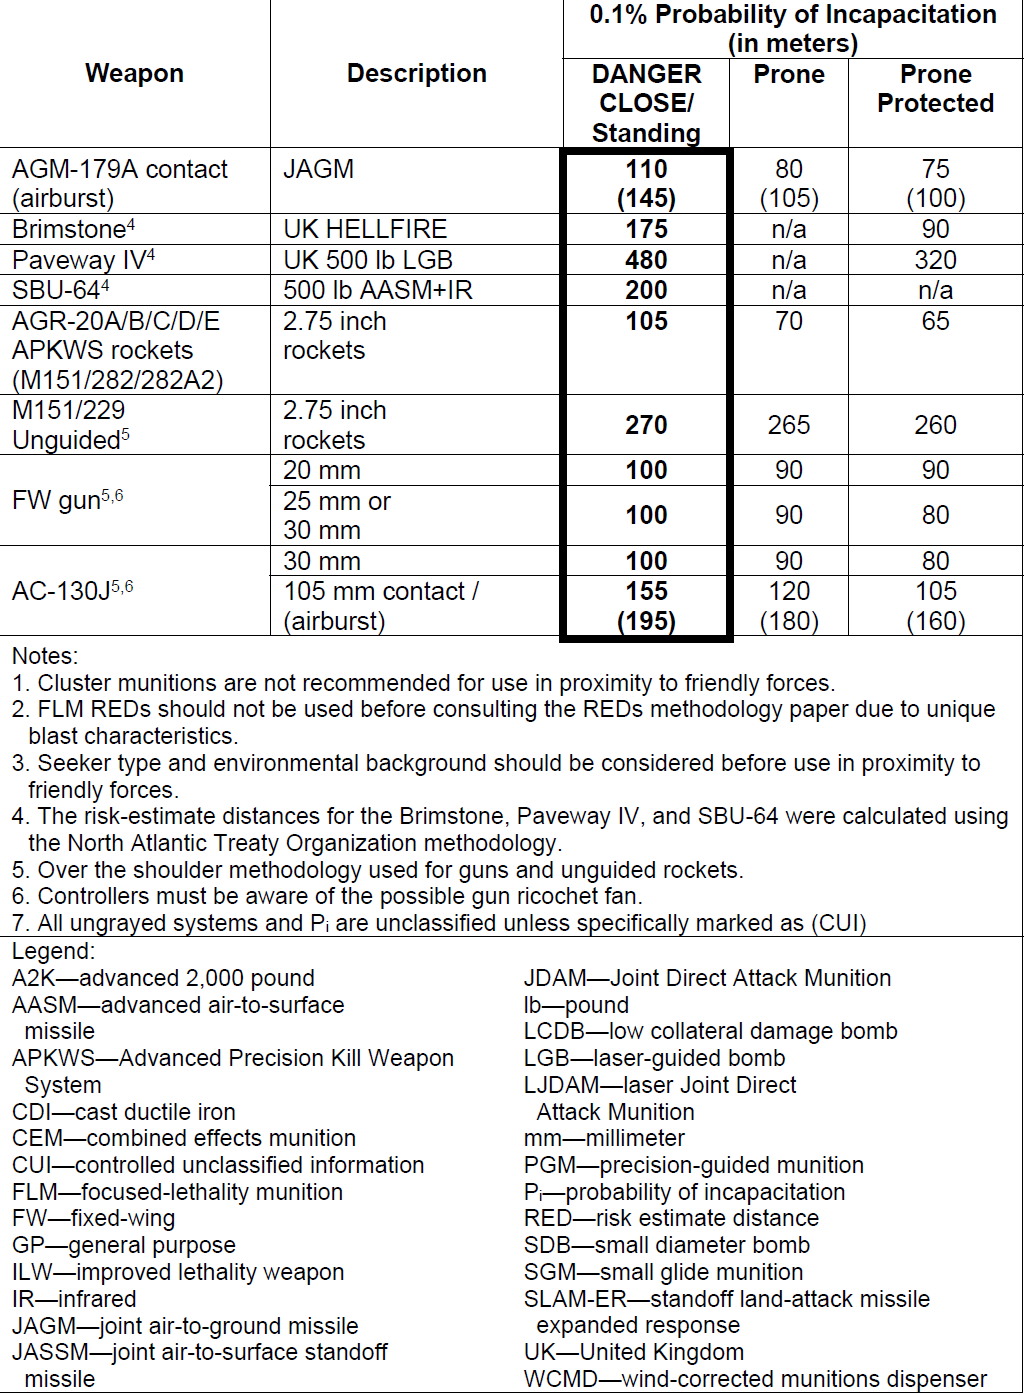 Weapon Description 0.1% Probability of Incapacitation
(in meters)
DANGER CLOSE/ Standing Prone Prone Protected
AGM-179A contact JAGM 110 80 75
(airburst) (145) (105) (100)
Brimstone4 UK HELLFIRE 175 n/a 90
Paveway IV4 UK 500 lb LGB 480 n/a 320
SBU-644 500 lb AASM+IR 200 n/a n/a
AGR-20A/B/C/D/E 2.75 inch 105 70 65
APKWS rockets rockets
(M151/282/282A2)
M151/229 2.75 inch
Unguided5 rockets 270 265 260
FW gun5,6 20 mm 100 90 90
25 mm or
30 mm 100 90 80
AC-130J5,6 30 mm 100 90 80
105 mm contact / 155 120 105
(airburst) (195) (180) (160)
Notes:
1. Cluster munitions are not recommended for use in proximity to friendly forces.
2. FLM REDs should not be used before consulting the REDs methodology paper due to unique
blast characteristics.
3. Seeker type and environmental background should be considered before use in proximity to
friendly forces.
4. The risk-estimate distances for the Brimstone, Paveway IV, and SBU-64 were calculated using
the North Atlantic Treaty Organization methodology.
5. Over the shoulder methodology used for guns and unguided rockets.
6. Controllers must be aware of the possible gun ricochet fan.
7. All ungrayed systems and Pi are unclassified unless specifically marked as (CUI)
Legend:
A2K—advanced 2,000 pound
AASM—advanced air-to-surface
missile
APKWS—Advanced Precision Kill Weapon
System
CDI—cast ductile iron
CEM—combined effects munition
CUI—controlled unclassified information
FLM—focused-lethality munition
FW—fixed-wing
GP—general purpose
ILW—improved lethality weapon
IR—infrared
JAGM—joint air-to-ground missile
JASSM—joint air-to-surface standoff
missile
JDAM—Joint Direct Attack Munition
lb—pound
LCDB—low collateral damage bomb
LGB—laser-guided bomb
LJDAM—laser Joint Direct
Attack Munition
mm—millimeter
PGM—precision-guided munition
Pi—probability of incapacitation
RED—risk estimate distance
SDB—small diameter bomb
SGM—small glide munition
SLAM-ER—standoff land-attack missile
expanded response
UK—United Kingdom
WCMD—wind-corrected munitions dispenser